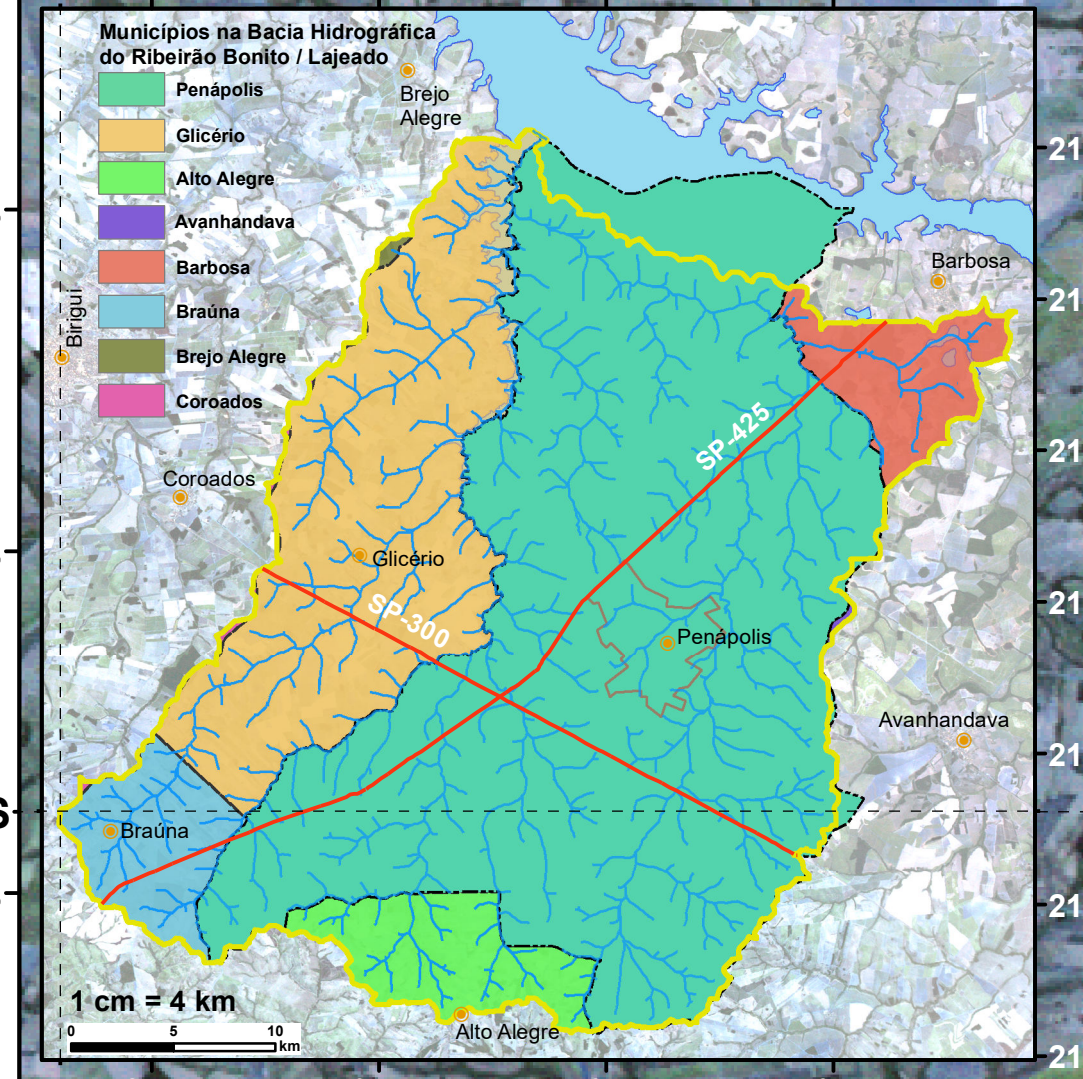 Municípios na Bacia Hidrográfica
do Ribeirão Bonito / Lajeado
Penápolis
Glicério
Alto Alegre
Avanhandava
Barbosa
Braúna
Brejo Alegre
Coroados
Brejo
Alegre
Barbosa
Birigui
SP-425
Coroados
Glicério
SP-300
Penápolis
Avanhandava
Braúna
Alto Alegre
1 cm = 4 km
0 5 10
km
21
21
21
21
21
21
21
S